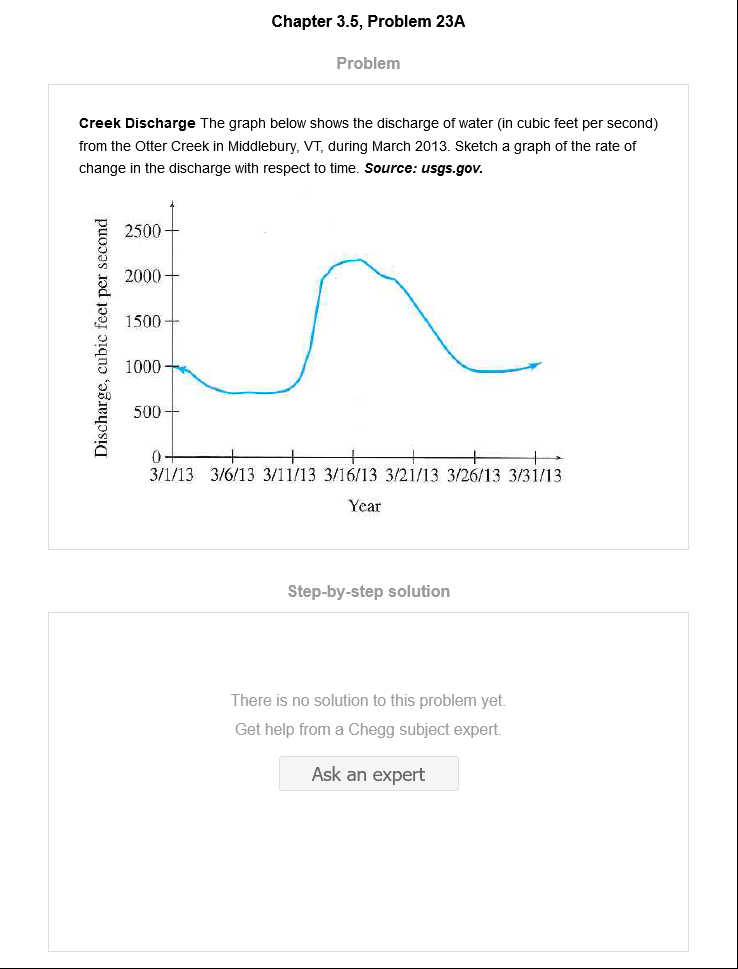 Chapter 3.5, Problem 23A
Problem
Creek Discharge The graph below shows the discharge of water (in cubic feet per second)
from the Otter Creek in Middlebury, VT, during March 2013. Sketch a graph of the rate of
change in the discharge with respect to time. Source: usgs.gov.
Discharge, cubic feet per second
2500
2000
1500
1000
500
0
3/1/13 3/6/13 3/11/13 3/16/13 3/21/13 3/26/13 3/31/13
Year
Step-by-step solution
There is no solution to this problem yet.
Get help from a Chegg subject expert.
Ask an expert